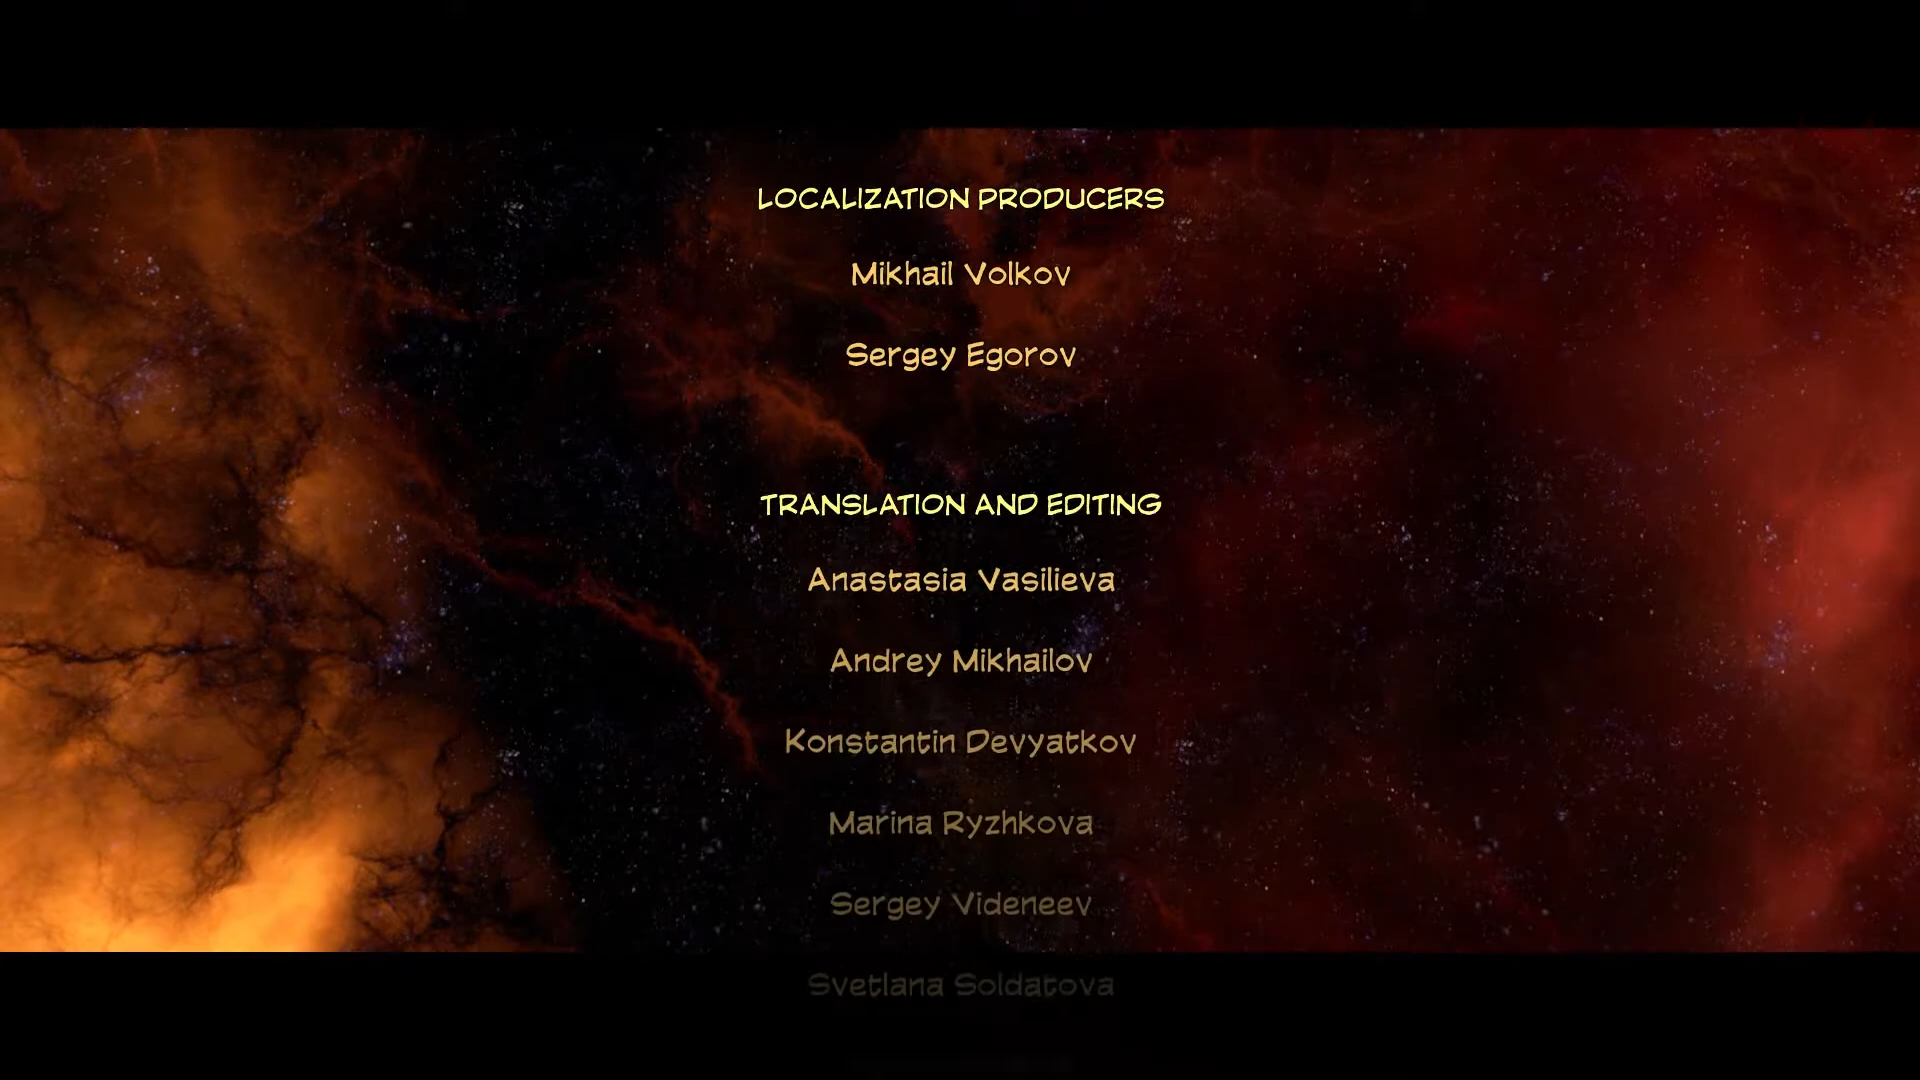 LOCALIZATION PRODUCERS
Mikhail Volkov
Sergey Egorov
TRANSLATION AND EDITING
Anastasia Vasilieva
Andrey Mikhailov
Konstantin Devyatkov
Marina Ryzhkova
Sergey Videneev
Svetlana Soldatova